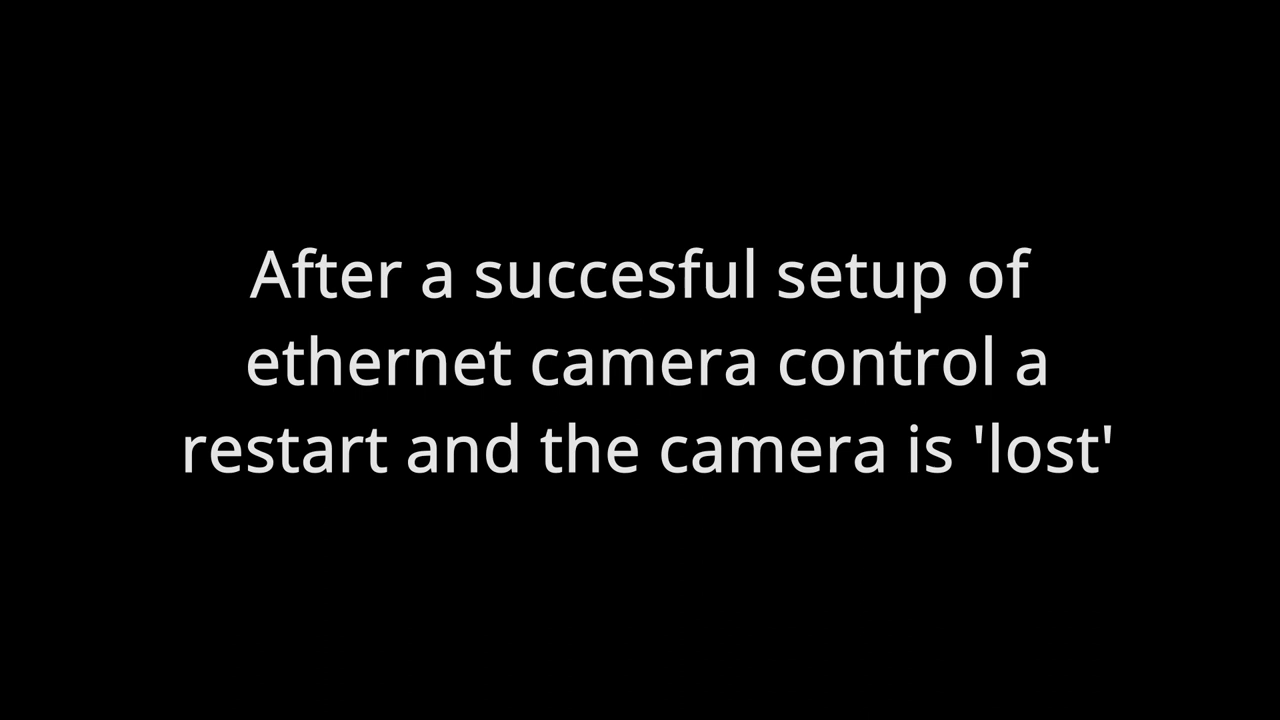 After a succesful setup of
ethernet camera control a
restart and the camera is 'lost'